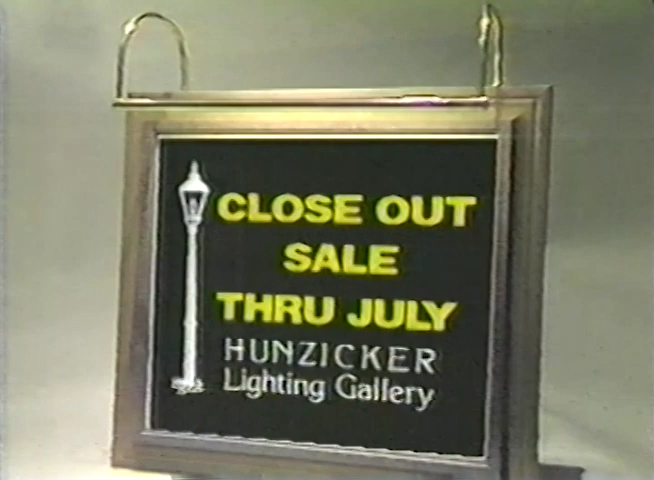 CLOSE OUT
SALE
THRU JULY
HUNZICKER
Lighting Gallery